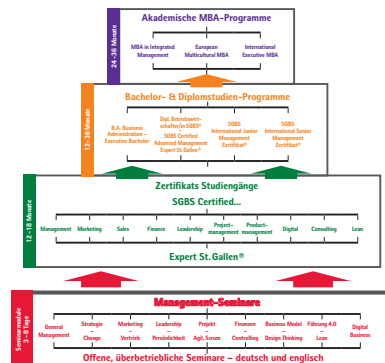 24-36 Monate
Akademische MBA-Programme
MBA in Integrated Management
European Multicultural MBA
International Executive MBA
12-36 Monate
Bachelor- & Diplomstudien-Programme
B.A. Business Administration – Executive Bachelor
Dipl. Betriebswirtschafter/in SGBS®
SGBS Certified Advanced Management Expert St.Gallen®
SGBS International Junior Management Zertifikat®
SGBS International Senior Management Zertifikat®
12-18 Monate
Zertifikats Studiengänge
SGBS Certified...
Management
Marketing
Sales
Finance
Leadership
Project-management
Product-management
Digital
Consulting
Lean
Expert St.Gallen®
Seminarmodule
3 - 8 Tage
Management-Seminare
General Management
Strategie - Change
Marketing - Vertrieb
Leadership - Persönlichkeit
Projekt - Agil, Scrum
Finanzen - Controlling
Business Model - Design Thinking
Führung 4.0 - Lean
Digital Business
Offene, überbetriebliche Seminare – deutsch und englisch